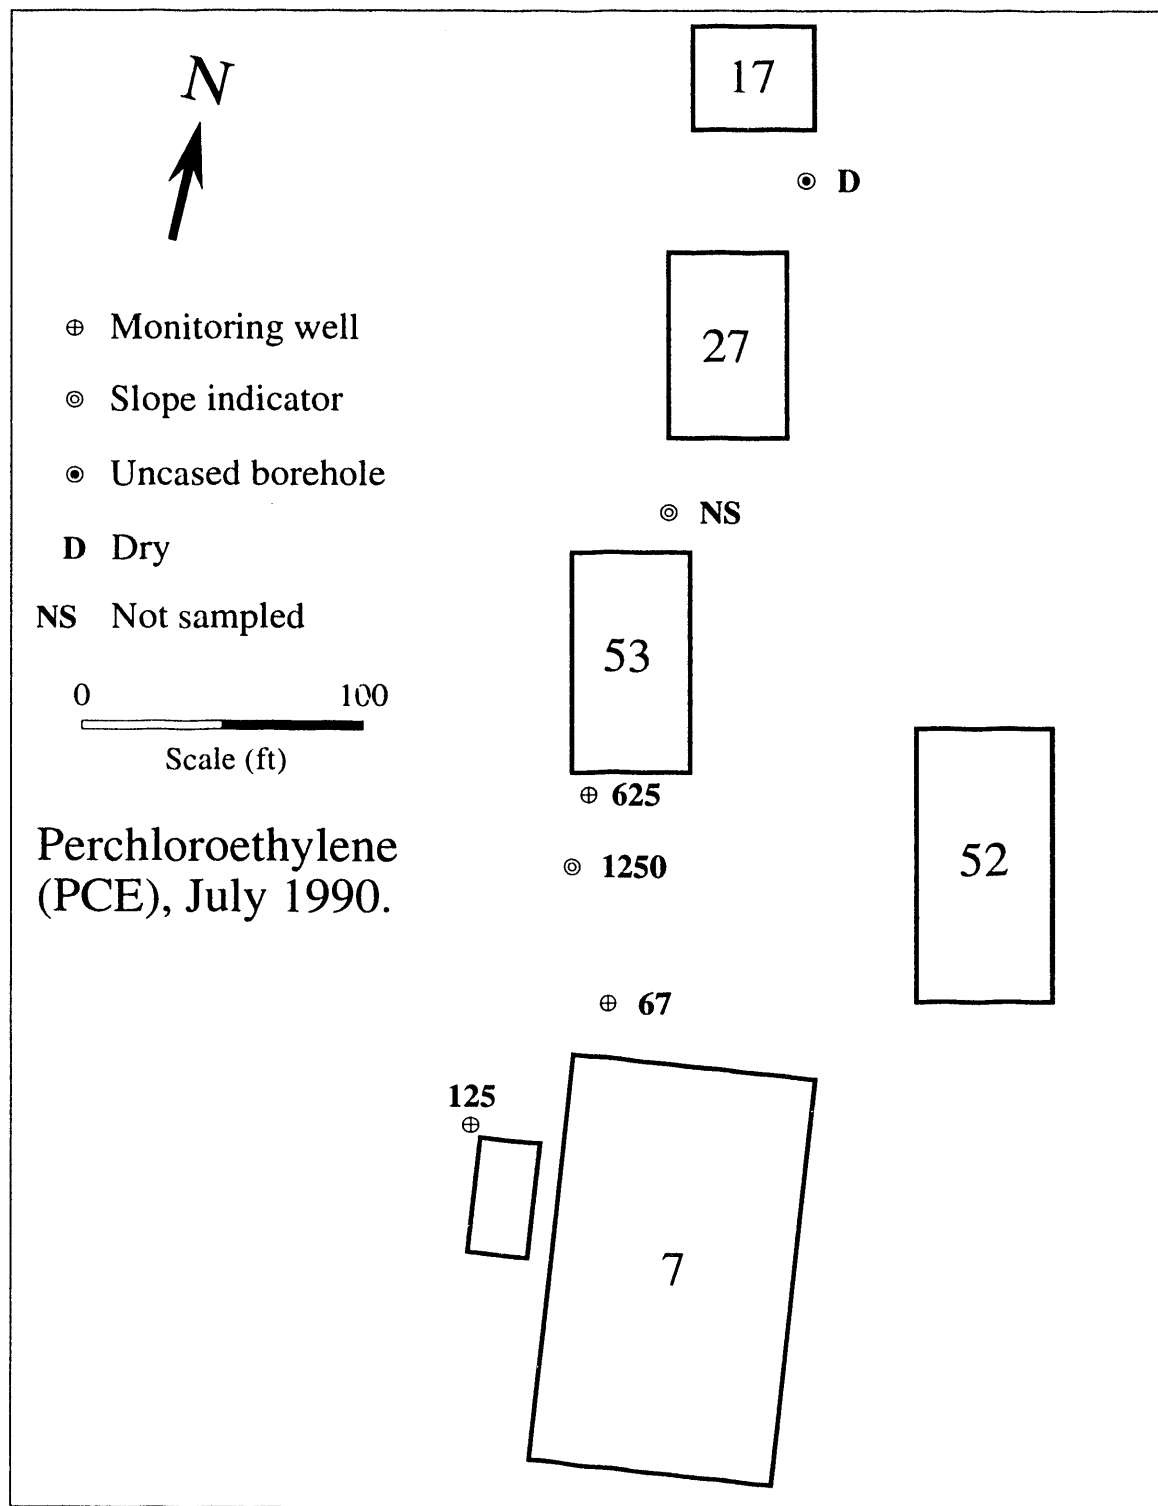 N
17
D
27
Monitoring well
Slope indicator
Uncased borehole
D Dry
NS Not sampled
NS
53
0 100
Scale (ft)
625
Perchloroethylene
(PCE), July 1990.
1250
52
67
125
7